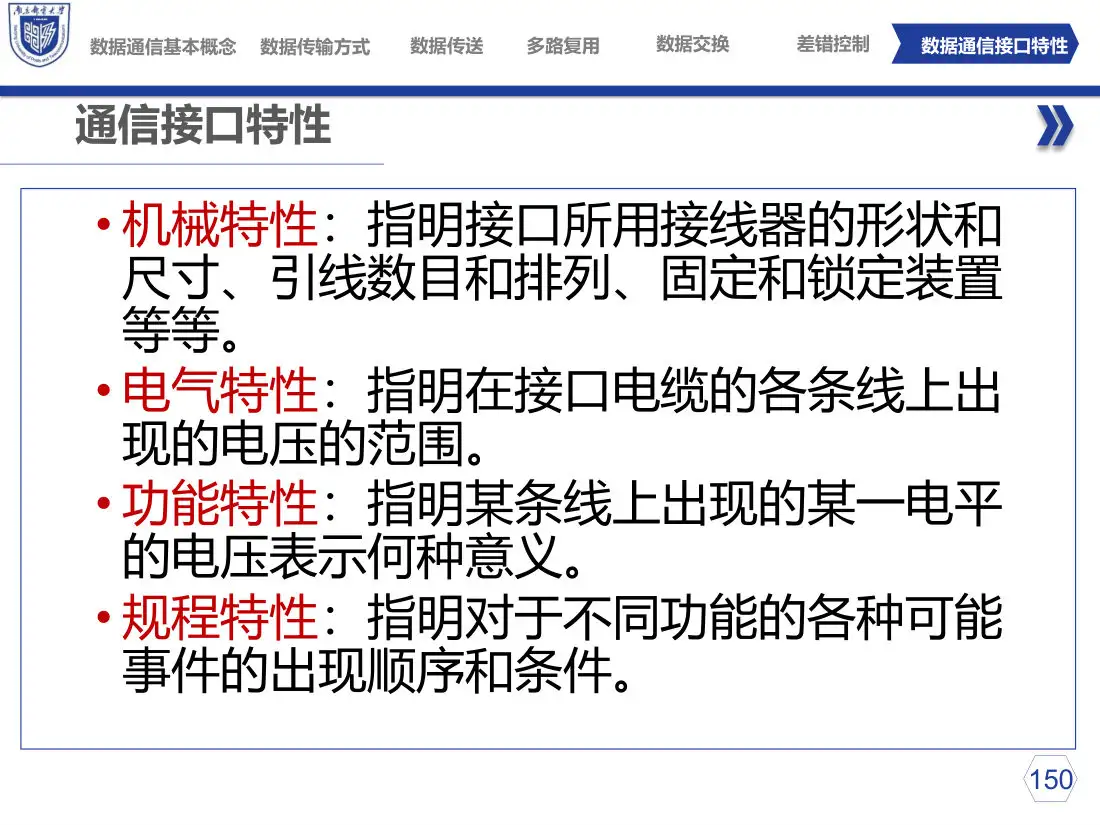 南京邮电大学
数据通信基本概念 数据传输方式 数据传送 多路复用 数据交换 差错控制 数据通信接口特性
通信接口特性
•机械特性：指明接口所用接线器的形状和
尺寸、引线数目和排列、固定和锁定装置
等等。
•电气特性：指明在接口电缆的各条线上出
现的电压的范围。
•功能特性：指明某条线上出现的某一电平
的电压表示何种意义。
•规程特性：指明对于不同功能的各种可能
事件的出现顺序和条件。
150